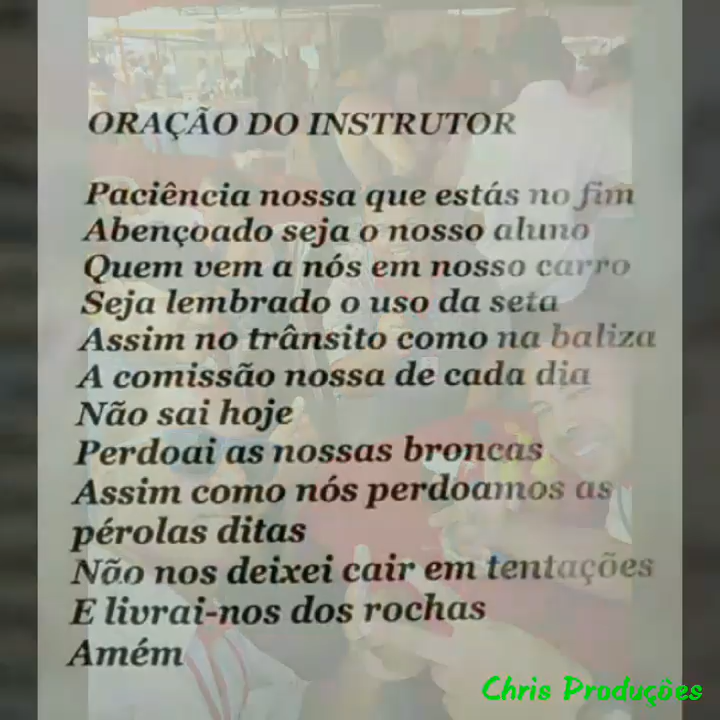 ORAÇÃO DO INSTRUTOR
Paciência nossa que estás no fim
Abençoado seja o nosso aluno
Quem vem a nós em nosso carro
Seja lembrado o uso da seta
Assim no trânsito como na baliza
A comissão nossa de cada dia
Não sai hoje
Perdoai as nossas broncas
Assim como nós perdoamos as
pérolas ditas
Não nos deixei cair em tentações
E livrai-nos dos rochas
Amém
Chris Produções